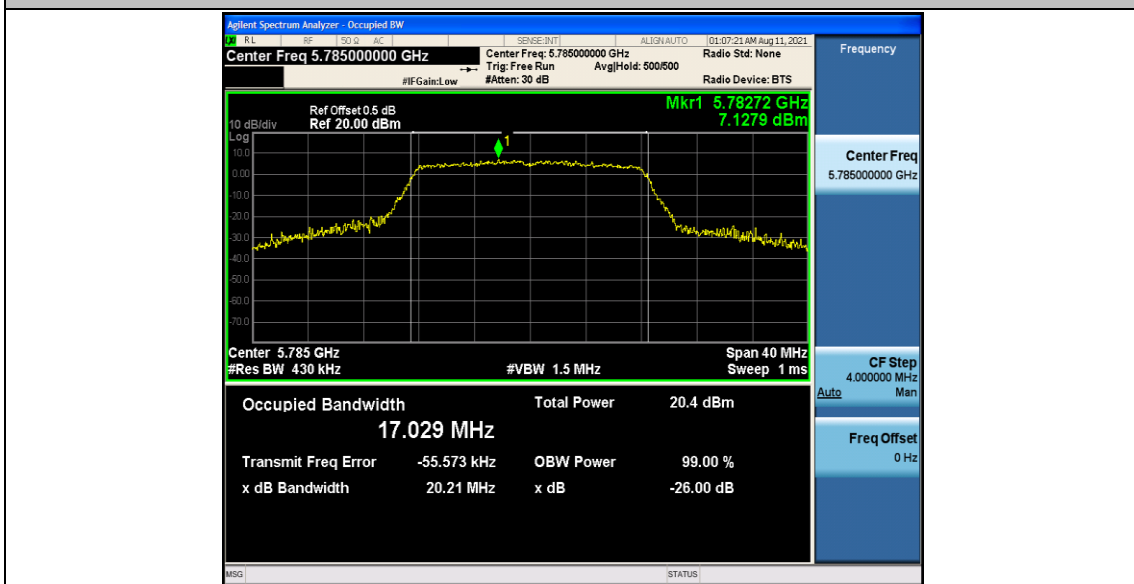 Agilent Spectrum Analyzer - Occupied BW
RL RF 50 Ω AC SENSE:INT ALIGN AUTO 01:07:21 AM Aug 11, 2021
Center Freq 5.785000000 GHz Center Freq: 5.785000000 GHz Radio Std: None
Trig: Free Run Avg|Hold: 500/500
#IFGain:Low #Atten: 30 dB Radio Device: BTS
Frequency
Mkr1 5.78272 GHz
7.1279 dBm
Ref Offset 0.5 dB
10 dB/div Ref 20.00 dBm
Log
1
10.0
0.00
-10.0
-20.0
-30.0
-40.0
-50.0
-60.0
-70.0
Center 5.785 GHz Span 40 MHz
#Res BW 430 kHz #VBW 1.5 MHz Sweep 1 ms
Center Freq
5.785000000 GHz
CF Step
4.000000 MHz
Auto Man
Freq Offset
0 Hz
Occupied Bandwidth Total Power 20.4 dBm
17.029 MHz
Transmit Freq Error -55.573 kHz OBW Power 99.00 %
x dB Bandwidth 20.21 MHz x dB -26.00 dB
MSG STATUS